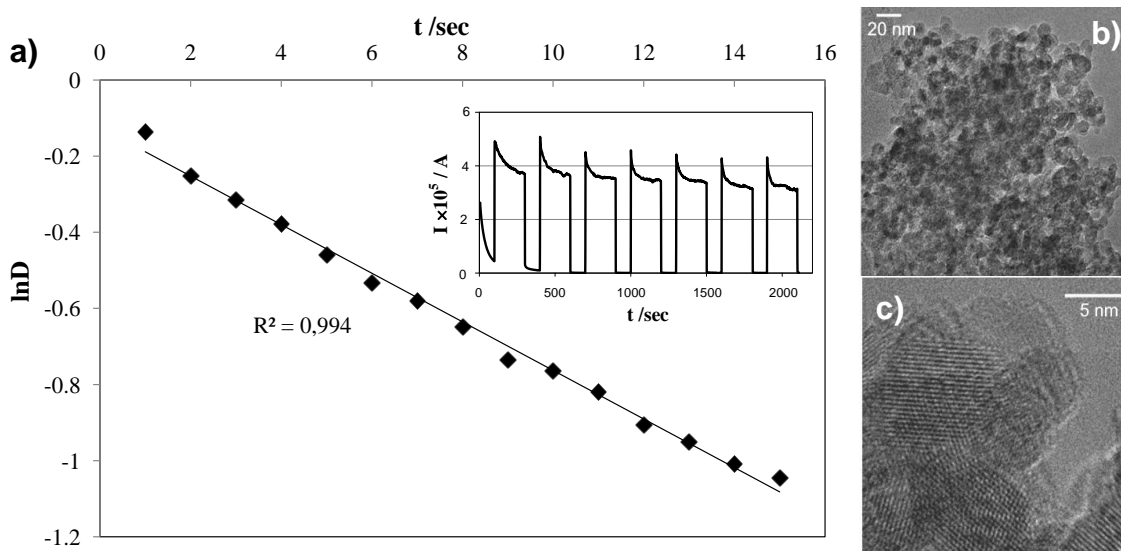 a)
t /sec
0 2 4 6 8 10 12 14 16
0
-0.2
-0.4
-0.6
-0.8
-1
-1.2
lnD
R² = 0,994
6
4
2
0
I ×10⁵ / A
0 500 1000 1500 2000
t /sec
20 nm
b)
c)
5 nm